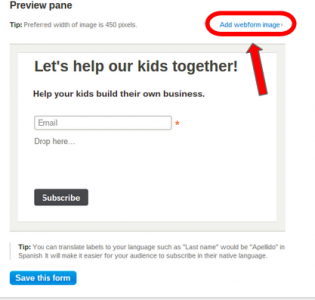 Preview pane
Tip: Preferred width of image is 450 pixels.
Add webform image
Let's help our kids together!
Help your kids build their own business.
Email *
Drop here...
Subscribe
Tip: You can translate labels to your language such as "Last name" would be "Apellido" in
Spanish It will make it easier for your audience to subscribe in their native language.
Save this form